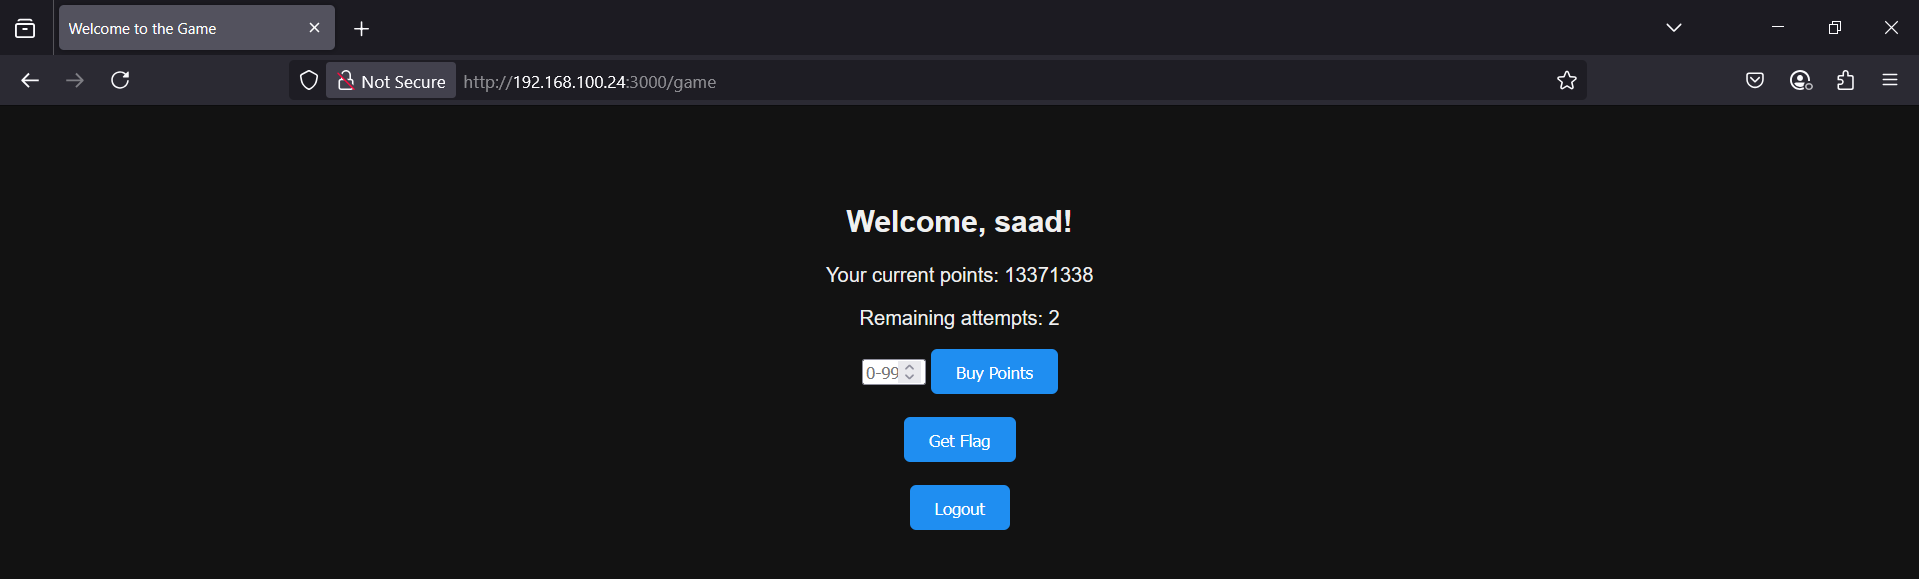 Welcome to the Game
Not Secure http://192.168.100.24:3000/game
Welcome, saad!
Your current points: 13371338
Remaining attempts: 2
0-99 Buy Points
Get Flag
Logout